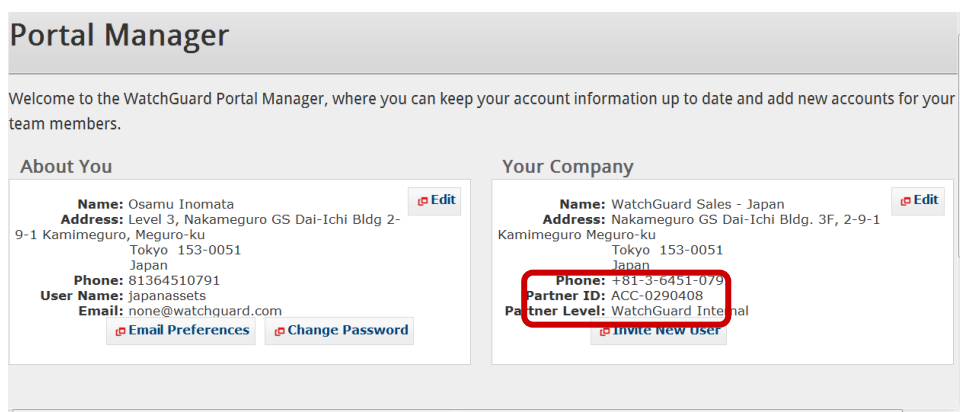 Portal Manager
Welcome to the WatchGuard Portal Manager, where you can keep your account information up to date and add new accounts for your
team members.
About You
Edit
Name: Osamu Inomata
Address: Level 3, Nakameguro GS Dai-Ichi Bldg 2-
9-1 Kamimeguro, Meguro-ku
Tokyo 153-0051
Japan
Phone: 81364510791
User Name: japanassets
Email: none@watchguard.com
Email Preferences
Change Password
Your Company
Edit
Name: WatchGuard Sales - Japan
Address: Nakameguro GS Dai-Ichi Bldg. 3F, 2-9-1
Kamimeguro Meguro-ku
Tokyo 153-0051
Japan
Phone: +81-3-6451-079
Partner ID: ACC-0290408
Partner Level: WatchGuard Internal
Invite New User